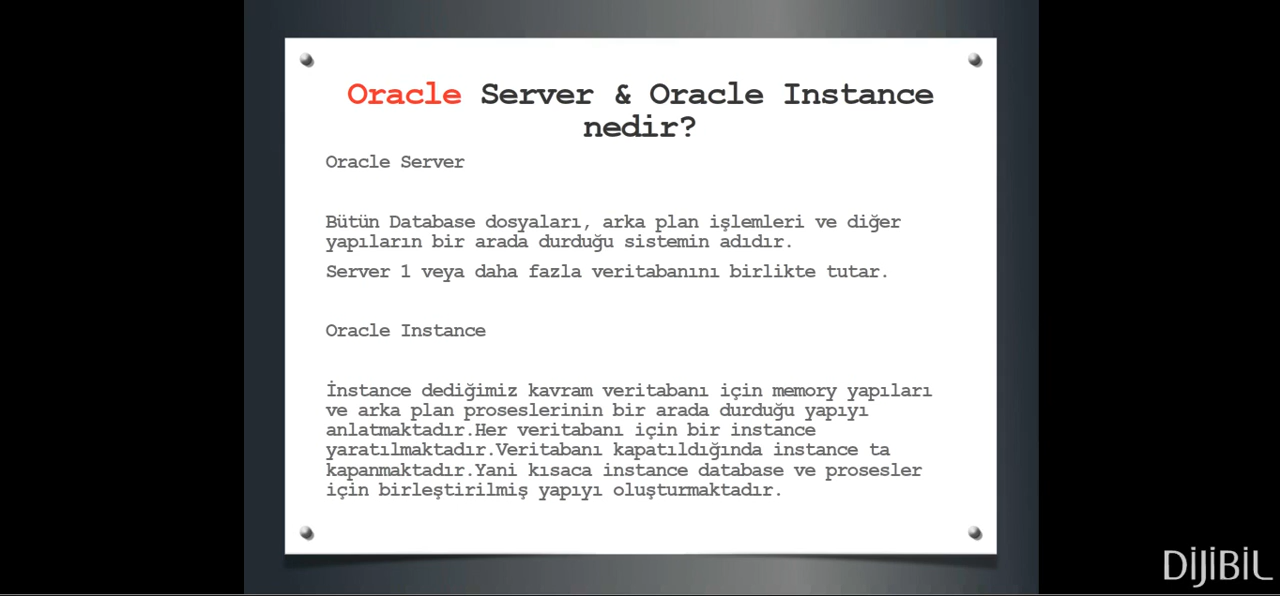 Oracle Server & Oracle Instance
nedir?
Oracle Server
Bütün Database dosyaları, arka plan işlemleri ve diğer
yapıların bir arada durduğu sistemin adıdır.
Server 1 veya daha fazla veritabanını birlikte tutar.
Oracle Instance
İnstance dediğimiz kavram veritabanı için memory yapıları
ve arka plan proseslerinin bir arada durduğu yapıyı
anlatmaktadır.Her veritabanı için bir instance
yaratılmaktadır.Veritabanı kapatıldığında instance ta
kapanmaktadır.Yani kısaca instance database ve prosesler
için birleştirilmiş yapıyı oluşturmaktadır.
DİJİBİL